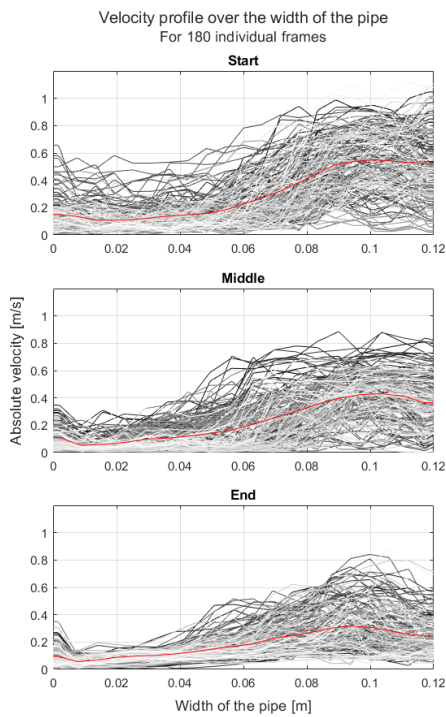 Velocity profile over the width of the pipe
For 180 individual frames
Start
1
0.8
0.6
0.4
0.2
0
0 0.02 0.04 0.06 0.08 0.1 0.12
Middle
1
0.8
0.6
0.4
0.2
0
0 0.02 0.04 0.06 0.08 0.1 0.12
Absolute velocity [m/s]
End
1
0.8
0.6
0.4
0.2
0
0 0.02 0.04 0.06 0.08 0.1 0.12
Width of the pipe [m]